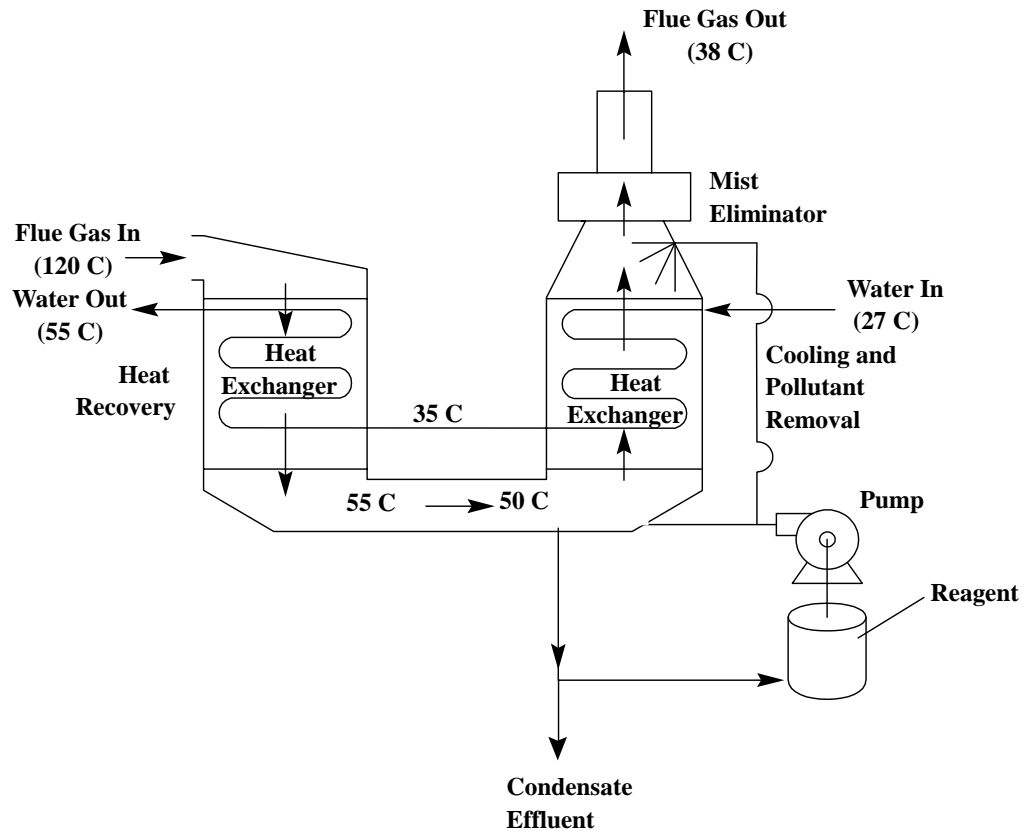 Flue Gas Out
(38 C)
Mist
Eliminator
Flue Gas In
(120 C)
Water Out
(55 C)
Water In
(27 C)
Heat
Recovery
Heat
Exchanger
Heat
Exchanger
Cooling and
Pollutant
Removal
35 C
55 C
50 C
Pump
Reagent
Condensate
Effluent